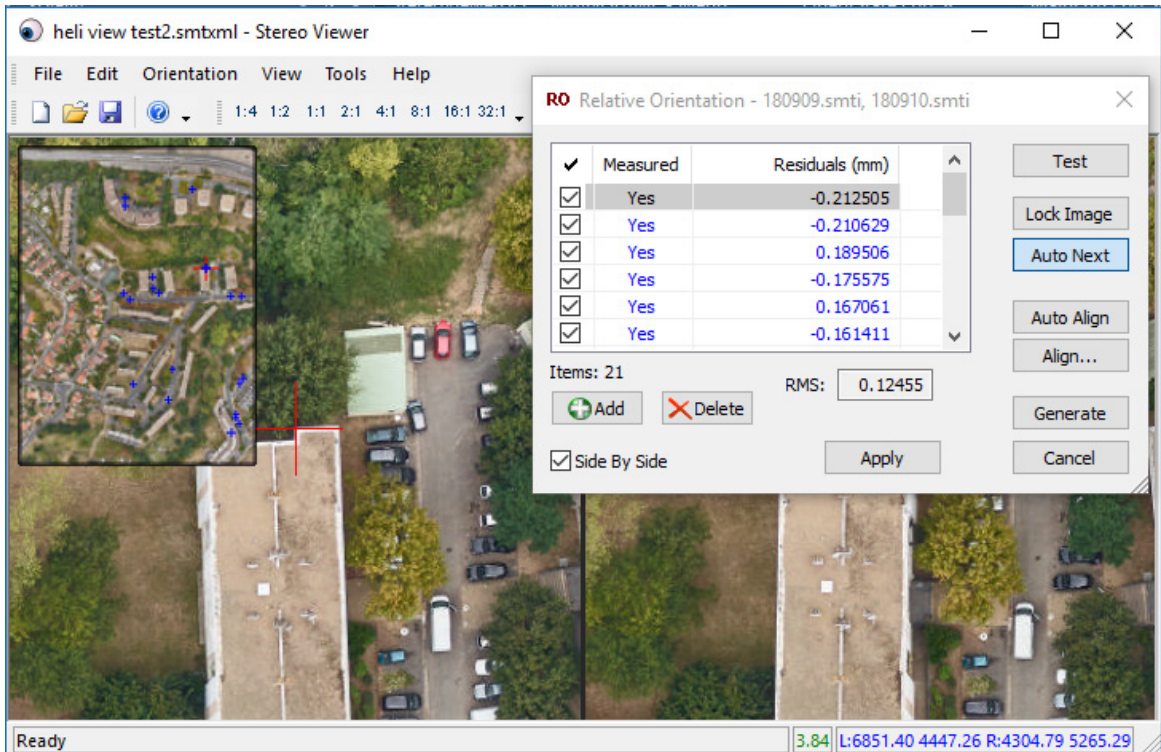 heli view test2.smtxml - Stereo Viewer
File Edit Orientation View Tools Help
1:4 1:2 1:1 2:1 4:1 8:1 16:1 32:1
RO Relative Orientation - 180909.smti, 180910.smti
Measured Residuals (mm)
Yes -0.212505
Yes -0.210629
Yes 0.189506
Yes -0.175575
Yes 0.167061
Yes -0.161411
Items: 21
RMS: 0.12455
Add Delete
Side By Side
Apply
Test
Lock Image
Auto Next
Auto Align
Align...
Generate
Cancel
Ready
3.84 L:6851.40 4447.26 R:4304.79 5265.29